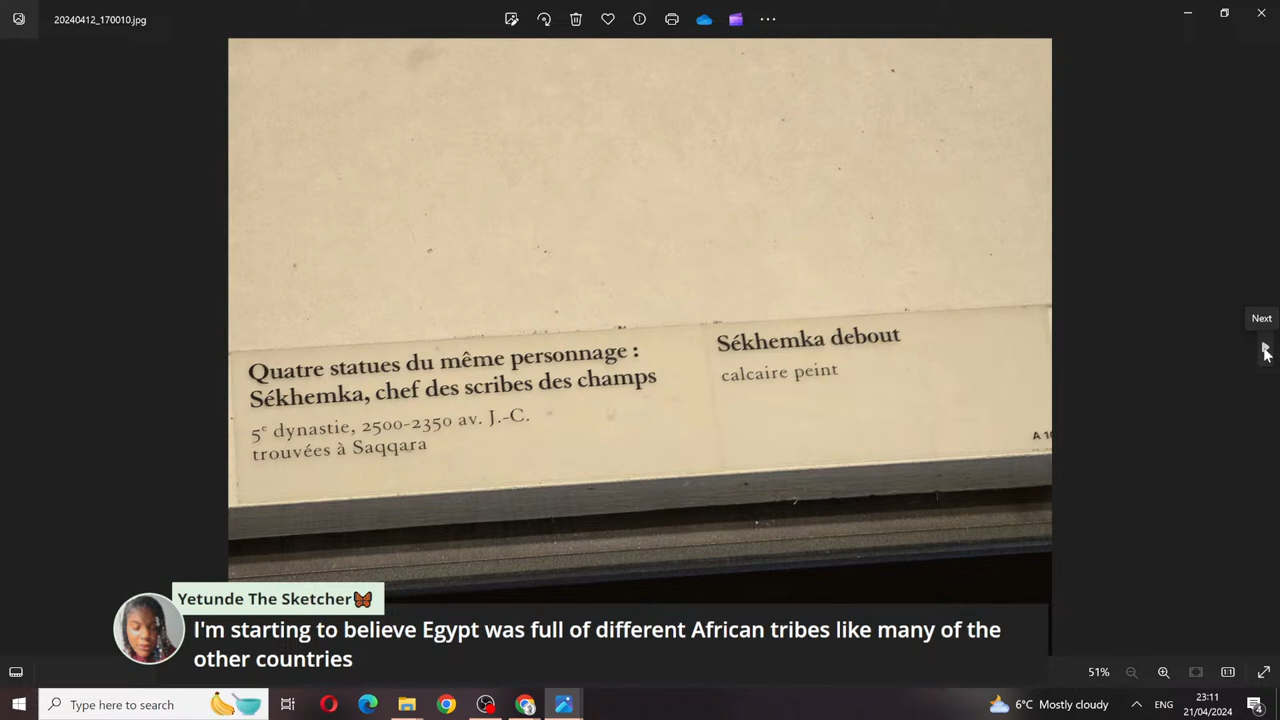 20240412_170010.jpg
Next
Quatre statues du même personnage :
Sékhemka, chef des scribes des champs
5e dynastie, 2500-2350 av. J.-C.
trouvées à Saqqara
Sékhemka debout
calcaire peint
Yetunde The Sketcher🦋
I'm starting to believe Egypt was full of different African tribes like many of the
other countries
51%
Type here to search
6°C Mostly cloudy
ENG
23:11
21/04/2024
4